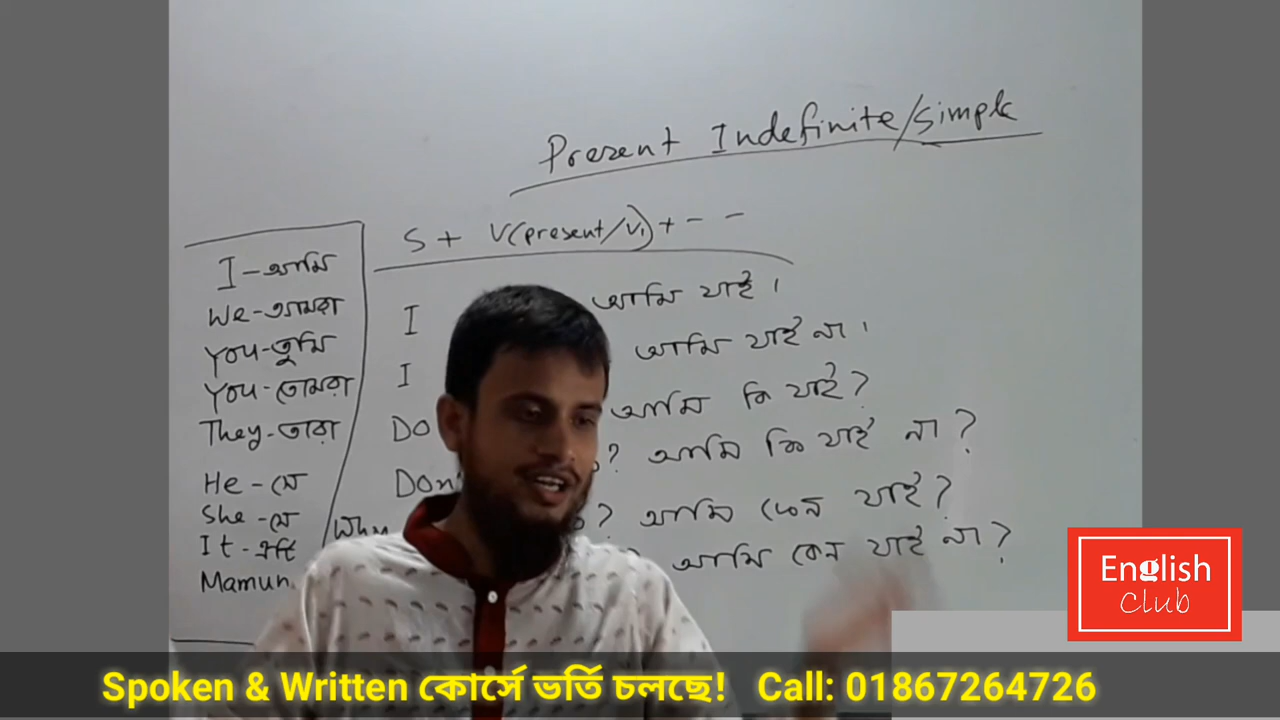 Present Indefinite/simple
S + V(present/V₁) + - -
I - আমি
We - আমরা
You - তুমি
You - তোমরা
They - তারা
He - সে
She - সে
It - এটি
Mamun
I আমি যাই।
I আমি যাই না।
Do আমি কি যাই?
Don' ? আমি কি যাই না?
Why ? আমি কেন যাই?
আমি কেন যাই না?
English
Club
Spoken & Written কোর্সে ভর্তি চলছে! Call: 01867264726